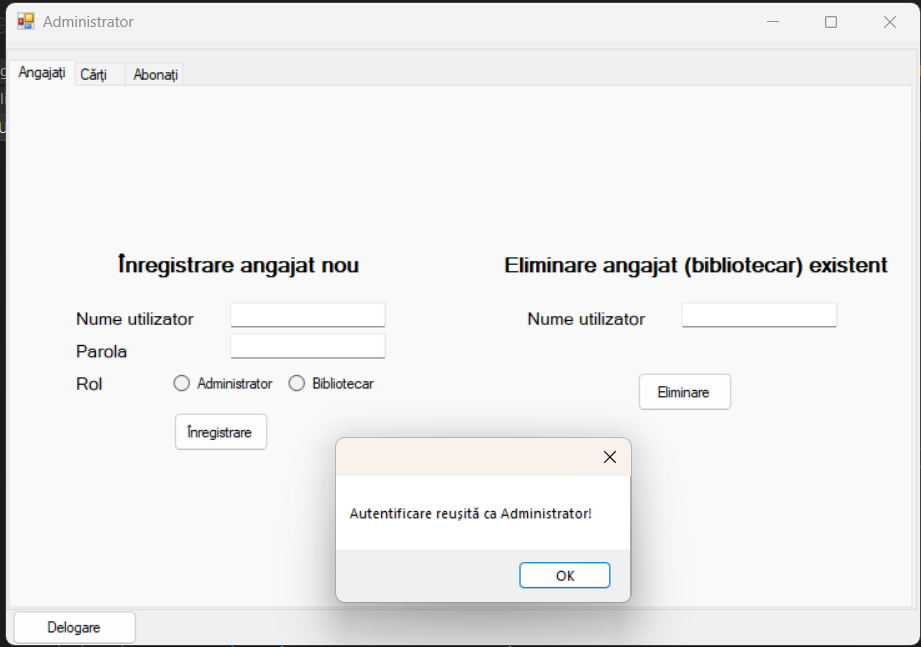 Administrator
Angajați Cărți Abonați
Înregistrare angajat nou
Eliminare angajat (bibliotecar) existent
Nume utilizator
Nume utilizator
Parola
Rol Administrator Bibliotecar
Eliminare
Înregistrare
Autentificare reușită ca Administrator!
OK
Delogare